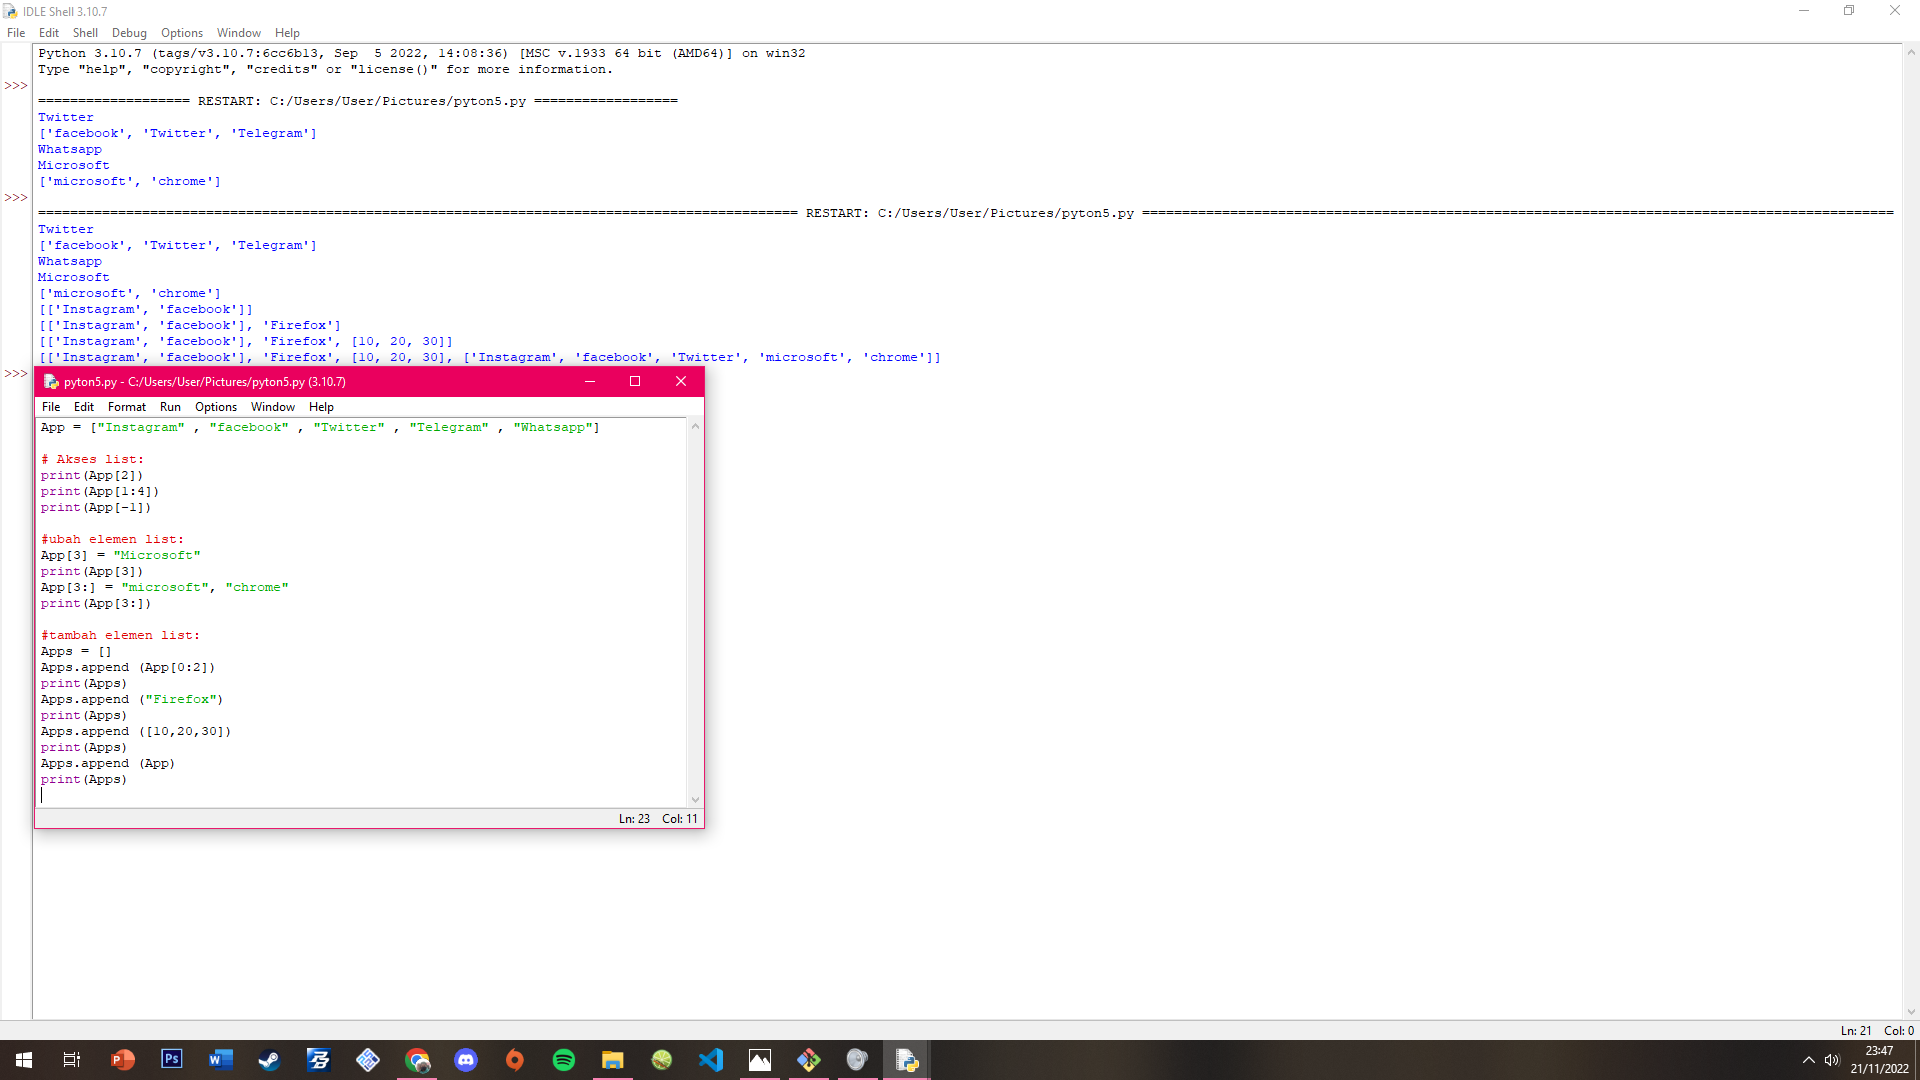 IDLE Shell 3.10.7
File Edit Shell Debug Options Window Help
Python 3.10.7 (tags/v3.10.7:6cc6b13, Sep  5 2022, 14:08:36) [MSC v.1933 64 bit (AMD64)] on win32
Type "help", "copyright", "credits" or "license()" for more information.
>>>
=================== RESTART: C:/Users/User/Pictures/pyton5.py ==================
Twitter
['facebook', 'Twitter', 'Telegram']
Whatsapp
Microsoft
['microsoft', 'chrome']
>>>
=============================================================================================== RESTART: C:/Users/User/Pictures/pyton5.py ==============================================================================================
Twitter
['facebook', 'Twitter', 'Telegram']
Whatsapp
Microsoft
['microsoft', 'chrome']
[['Instagram', 'facebook']]
[['Instagram', 'facebook'], 'Firefox']
[['Instagram', 'facebook'], 'Firefox', [10, 20, 30]]
[['Instagram', 'facebook'], 'Firefox', [10, 20, 30], ['Instagram', 'facebook', 'Twitter', 'microsoft', 'chrome']]
>>>
pyton5.py - C:/Users/User/Pictures/pyton5.py (3.10.7)
File Edit Format Run Options Window Help
App = ["Instagram" , "facebook" , "Twitter" , "Telegram" , "Whatsapp"]
# Akses list:
print(App[2])
print(App[1:4])
print(App[-1])
#ubah elemen list:
App[3] = "Microsoft"
print(App[3])
App[3:] = "microsoft", "chrome"
print(App[3:])
#tambah elemen list:
Apps = []
Apps.append (App[0:2])
print(Apps)
Apps.append ("Firefox")
print(Apps)
Apps.append ([10,20,30])
print(Apps)
Apps.append (App)
print(Apps)
Ln: 23 Col: 11
Ln: 21 Col: 0
23:47
21/11/2022